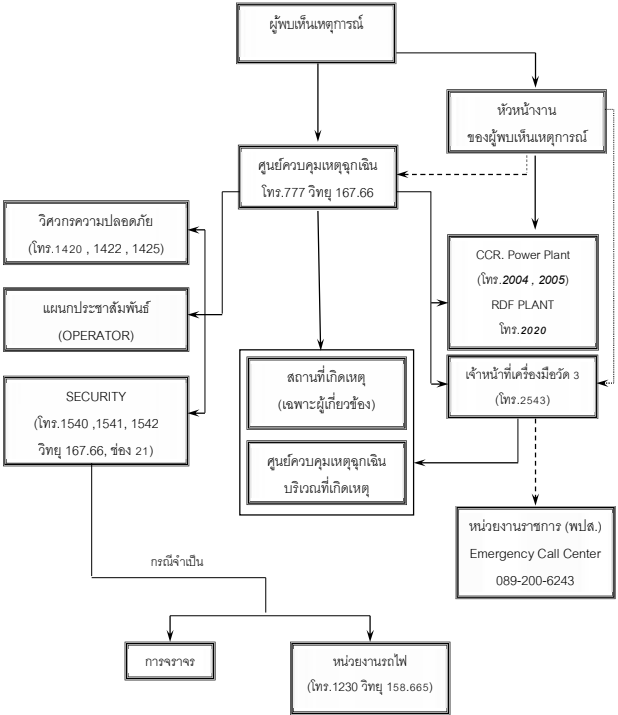 ผู้พบเห็นเหตุการณ์
หัวหน้างาน
ของผู้พบเห็นเหตุการณ์
ศูนย์ควบคุมเหตุฉุกเฉิน
โทร.777 วิทยุ 167.66
วิศวกรความปลอดภัย
(โทร.1420 , 1422 , 1425)
CCR. Power Plant
(โทร.2004 , 2005)
RDF PLANT
โทร.2020
แผนกประชาสัมพันธ์
(OPERATOR)
สถานที่เกิดเหตุ
(เฉพาะผู้เกี่ยวข้อง)
เจ้าหน้าที่เครื่องมือวัด 3
(โทร.2543)
SECURITY
(โทร.1540 ,1541, 1542
วิทยุ 167.66, ช่อง 21)
ศูนย์ควบคุมเหตุฉุกเฉิน
บริเวณที่เกิดเหตุ
หน่วยงานราชการ (พปส.)
Emergency Call Center
089-200-6243
กรณีจำเป็น
การจราจร
หน่วยงานรถไฟ
(โทร.1230 วิทยุ 158.665)